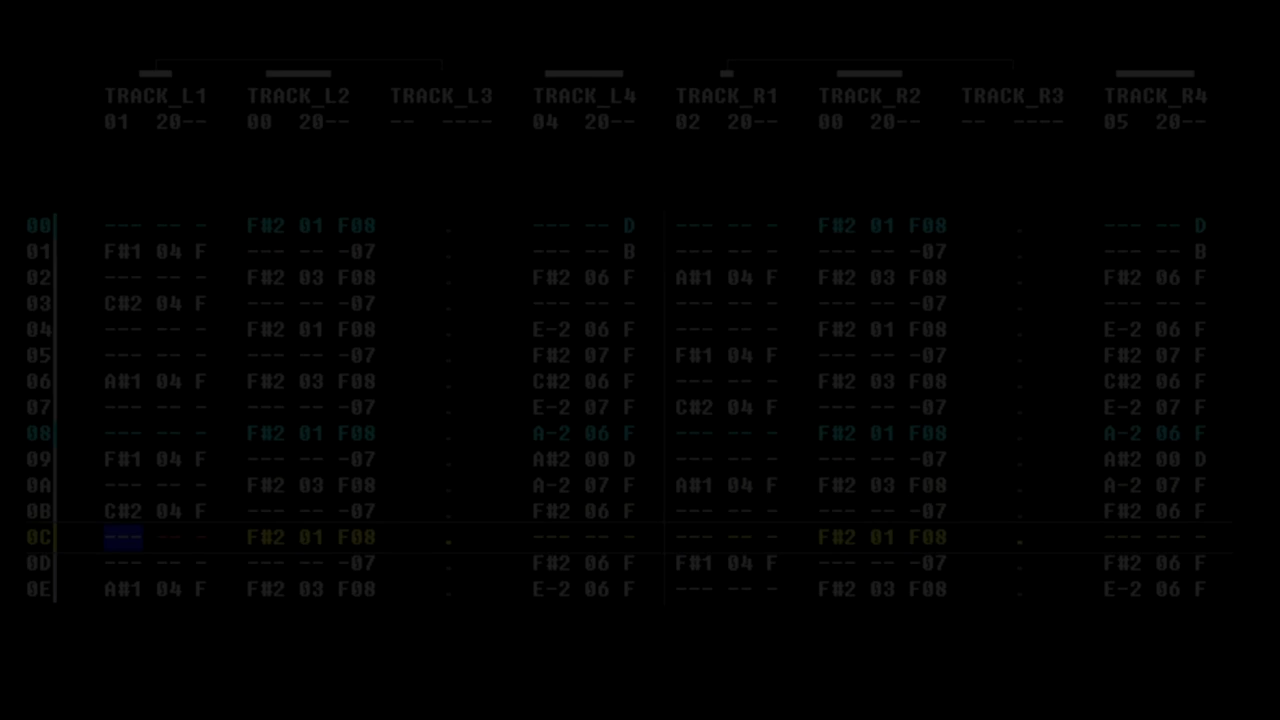 TRACK_L1 TRACK_L2 TRACK_L3 TRACK_L4 TRACK_R1 TRACK_R2 TRACK_R3 TRACK_R4
01 20-- 00 20-- -- ---- 04 20-- 02 20-- 00 20-- -- ---- 05 20--
00 --- -- - F#2 01 F08 . --- -- D --- -- - F#2 01 F08 . --- -- D
01 F#1 04 F --- -- -07 . --- -- B --- -- - --- -- -07 . --- -- B
02 --- -- - F#2 03 F08 . F#2 06 F A#1 04 F F#2 03 F08 . F#2 06 F
03 C#2 04 F --- -- -07 . --- -- - --- -- - --- -- -07 . --- -- -
04 --- -- - F#2 01 F08 . E-2 06 F --- -- - F#2 01 F08 . E-2 06 F
05 --- -- - --- -- -07 . F#2 07 F F#1 04 F --- -- -07 . F#2 07 F
06 A#1 04 F F#2 03 F08 . C#2 06 F --- -- - F#2 03 F08 . C#2 06 F
07 --- -- - --- -- -07 . E-2 07 F C#2 04 F --- -- -07 . E-2 07 F
08 --- -- - F#2 01 F08 . A-2 06 F --- -- - F#2 01 F08 . A-2 06 F
09 F#1 04 F --- -- -07 . A#2 00 D --- -- - --- -- -07 . A#2 00 D
0A --- -- - F#2 03 F08 . A-2 07 F A#1 04 F F#2 03 F08 . A-2 07 F
0B C#2 04 F --- -- -07 . F#2 06 F --- -- - --- -- -07 . F#2 06 F
0C --- -- - F#2 01 F08 . --- -- - --- -- - F#2 01 F08 . --- -- -
0D --- -- - --- -- -07 . F#2 06 F F#1 04 F --- -- -07 . F#2 06 F
0E A#1 04 F F#2 03 F08 . E-2 06 F --- -- - F#2 03 F08 . E-2 06 F